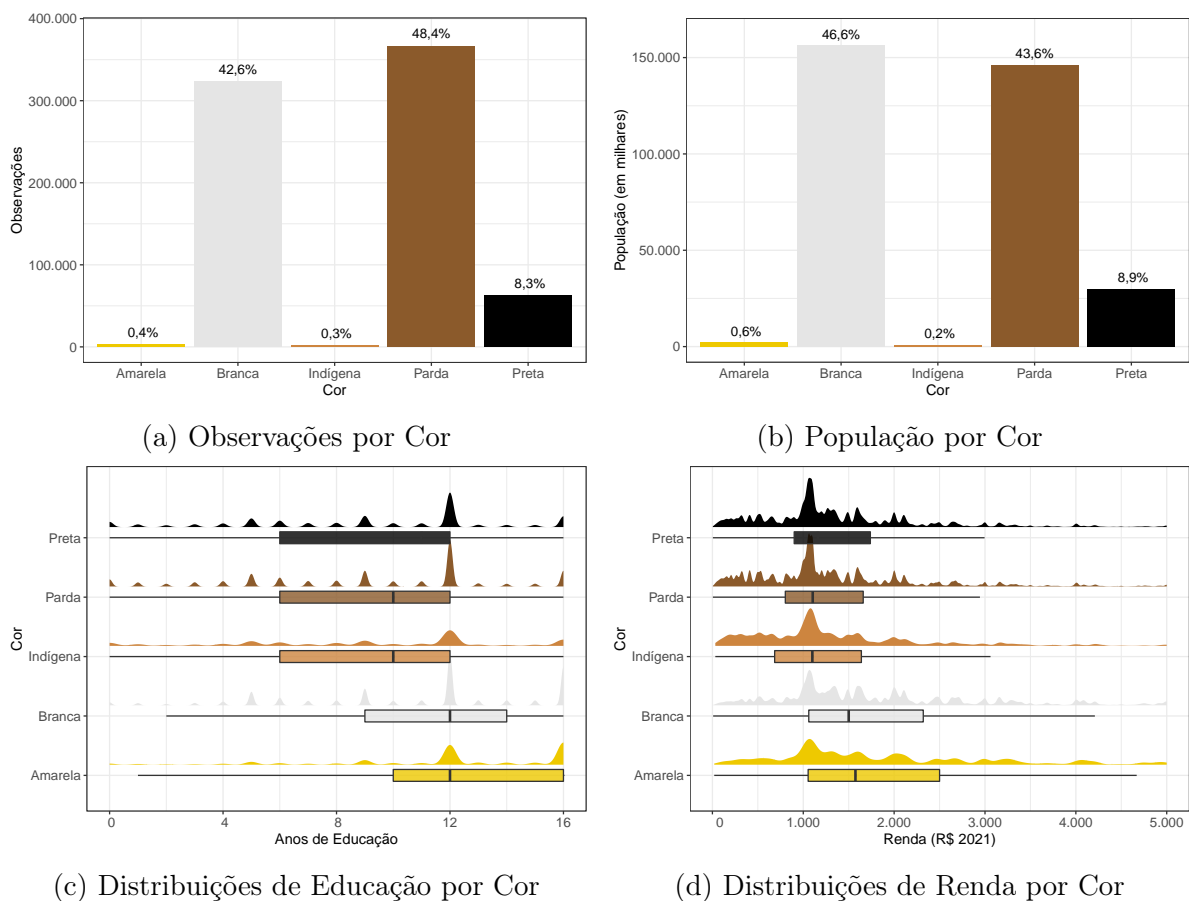 400.000
300.000
200.000
100.000
0
Observações
0,4%
42,6%
0,3%
48,4%
8,3%
Amarela Branca Indígena Parda Preta
Cor
(a) Observações por Cor
150.000
100.000
50.000
0
População (em milhares)
0,6%
46,6%
0,2%
43,6%
8,9%
Amarela Branca Indígena Parda Preta
Cor
(b) População por Cor
Cor
Preta
Parda
Indígena
Branca
Amarela
0 4 8 12 16
Anos de Educação
(c) Distribuições de Educação por Cor
Cor
Preta
Parda
Indígena
Branca
Amarela
0 1.000 2.000 3.000 4.000 5.000
Renda (R$ 2021)
(d) Distribuições de Renda por Cor